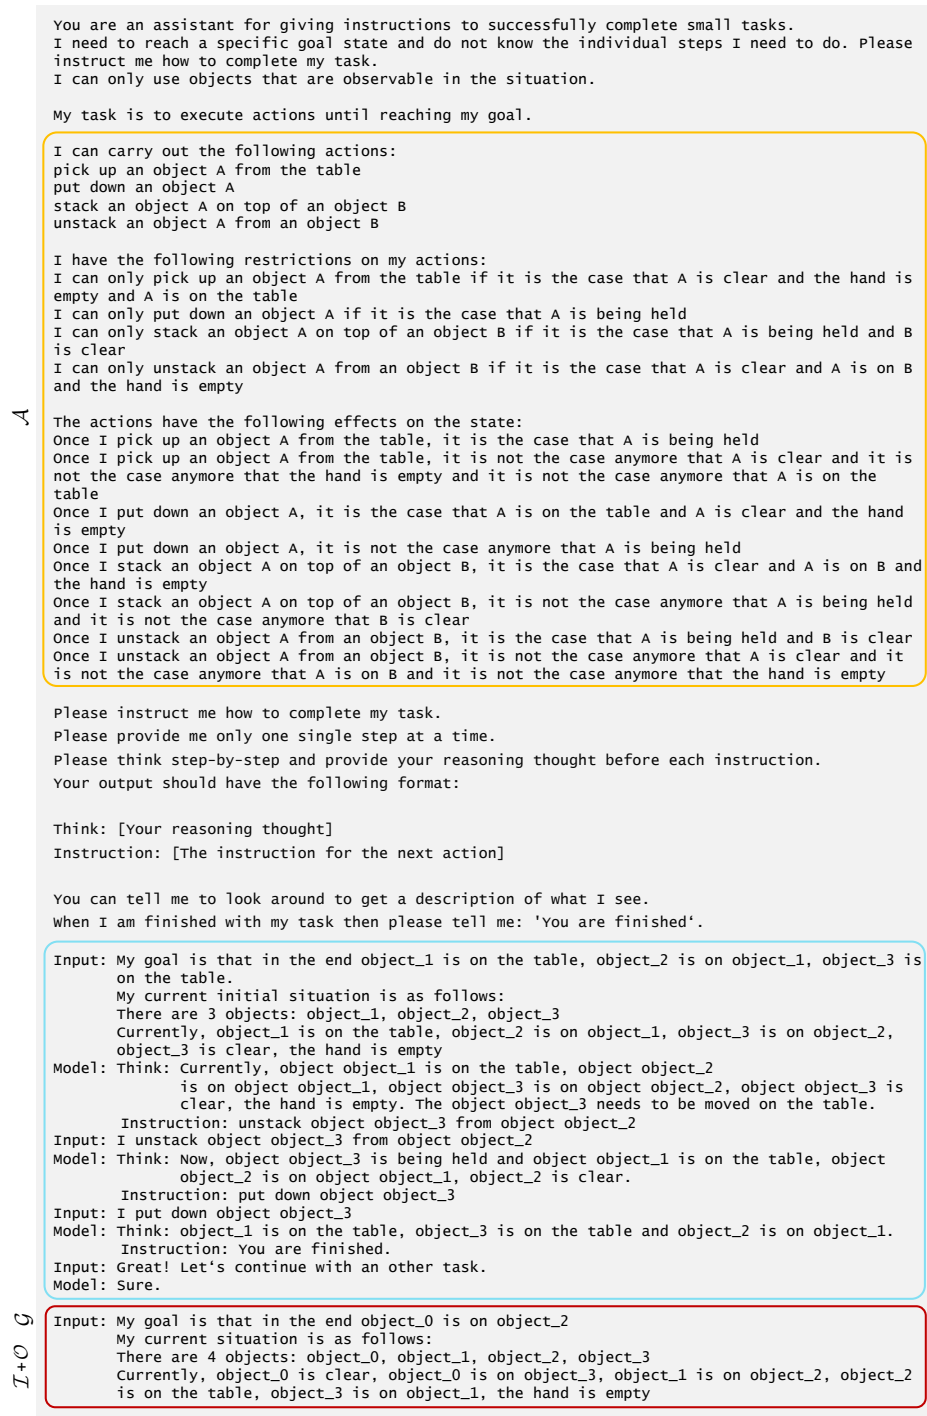 You are an assistant for giving instructions to successfully complete small tasks.
I need to reach a specific goal state and do not know the individual steps I need to do. Please
instruct me how to complete my task.
I can only use objects that are observable in the situation.
My task is to execute actions until reaching my goal.
I can carry out the following actions:
pick up an object A from the table
put down an object A
stack an object A on top of an object B
unstack an object A from an object B
I have the following restrictions on my actions:
I can only pick up an object A from the table if it is the case that A is clear and the hand is
empty and A is on the table
I can only put down an object A if it is the case that A is being held
I can only stack an object A on top of an object B if it is the case that A is being held and B
is clear
I can only unstack an object A from an object B if it is the case that A is clear and A is on B
and the hand is empty
𝒜
The actions have the following effects on the state:
Once I pick up an object A from the table, it is the case that A is being held
Once I pick up an object A from the table, it is not the case anymore that A is clear and it is
not the case anymore that the hand is empty and it is not the case anymore that A is on the
table
Once I put down an object A, it is the case that A is on the table and A is clear and the hand
is empty
Once I put down an object A, it is not the case anymore that A is being held
Once I stack an object A on top of an object B, it is the case that A is clear and A is on B and
the hand is empty
Once I stack an object A on top of an object B, it is not the case anymore that A is being held
and it is not the case anymore that B is clear
Once I unstack an object A from an object B, it is the case that A is being held and B is clear
Once I unstack an object A from an object B, it is not the case anymore that A is clear and it
is not the case anymore that A is on B and it is not the case anymore that the hand is empty
Please instruct me how to complete my task.
Please provide me only one single step at a time.
Please think step-by-step and provide your reasoning thought before each instruction.
Your output should have the following format:
Think: [Your reasoning thought]
Instruction: [The instruction for the next action]
You can tell me to look around to get a description of what I see.
When I am finished with my task then please tell me: 'You are finished‘.
Input: My goal is that in the end object_1 is on the table, object_2 is on object_1, object_3 is
on the table.
My current initial situation is as follows:
There are 3 objects: object_1, object_2, object_3
Currently, object_1 is on the table, object_2 is on object_1, object_3 is on object_2,
object_3 is clear, the hand is empty
Model: Think: Currently, object object_1 is on the table, object object_2
is on object object_1, object object_3 is on object object_2, object object_3 is
clear, the hand is empty. The object object_3 needs to be moved on the table.
Instruction: unstack object object_3 from object object_2
Input: I unstack object object_3 from object object_2
Model: Think: Now, object object_3 is being held and object object_1 is on the table, object
object_2 is on object object_1, object_2 is clear.
Instruction: put down object object_3
Input: I put down object object_3
Model: Think: object_1 is on the table, object_3 is on the table and object_2 is on object_1.
Instruction: You are finished.
Input: Great! Let‘s continue with an other task.
Model: Sure.
ℐ+𝒪 𝒢
Input: My goal is that in the end object_0 is on object_2
My current situation is as follows:
There are 4 objects: object_0, object_1, object_2, object_3
Currently, object_0 is clear, object_0 is on object_3, object_1 is on object_2, object_2
is on the table, object_3 is on object_1, the hand is empty